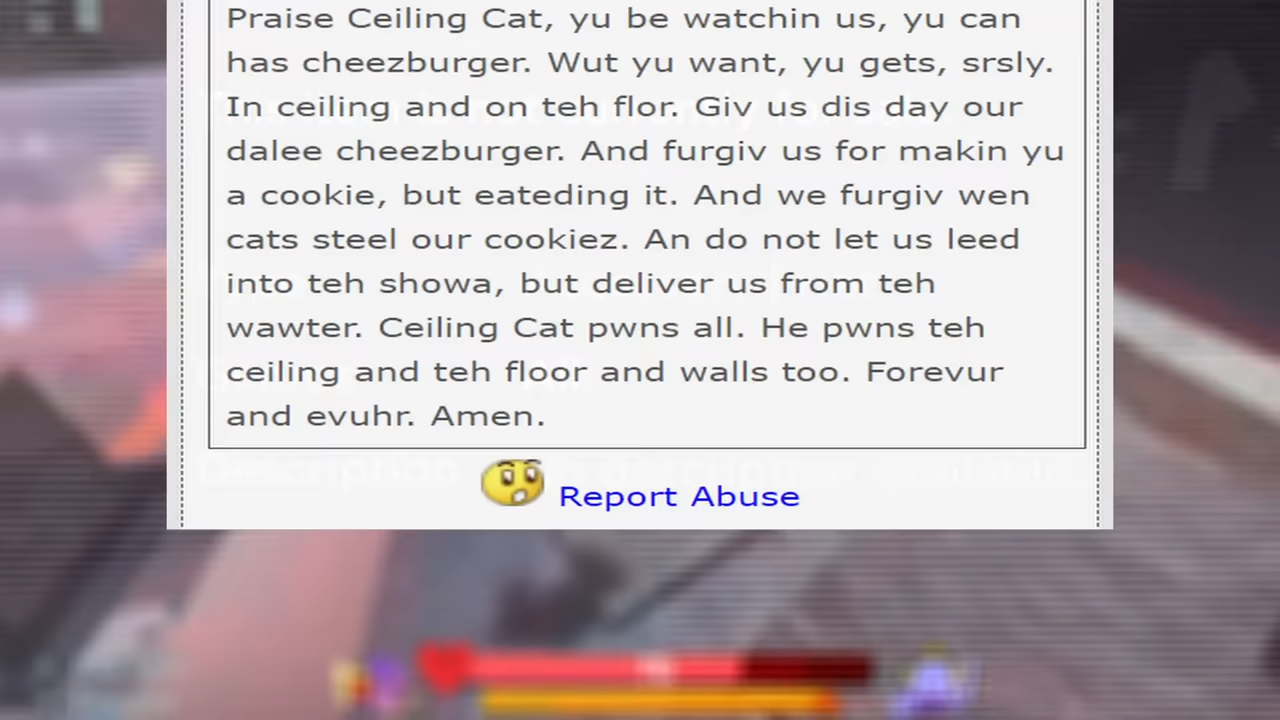 Praise Ceiling Cat, yu be watchin us, yu can
has cheezburger. Wut yu want, yu gets, srsly.
In ceiling and on teh flor. Giv us dis day our
dalee cheezburger. And furgiv us for makin yu
a cookie, but eateding it. And we furgiv wen
cats steel our cookiez. An do not let us leed
into teh showa, but deliver us from teh
wawter. Ceiling Cat pwns all. He pwns teh
ceiling and teh floor and walls too. Forevur
and evuhr. Amen.
Report Abuse